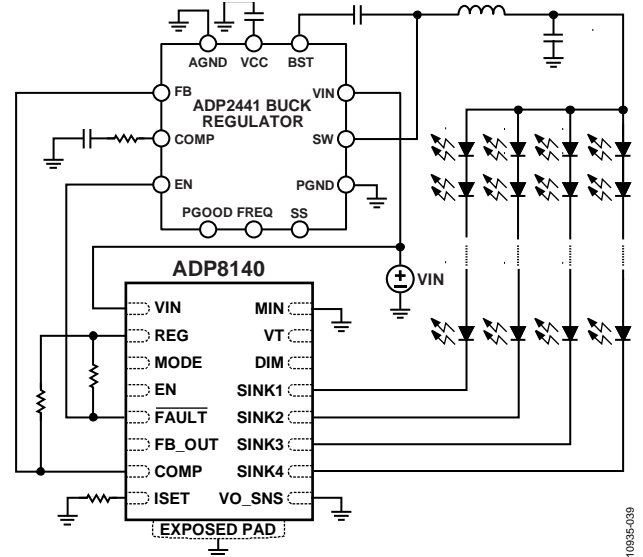 AGND VCC BST
FB
VIN
ADP2441 BUCK
REGULATOR
COMP
SW
EN
PGND
PGOOD FREQ SS
VIN
ADP8140
VIN
MIN
REG
VT
MODE
DIM
EN
SINK1
FAULT
SINK2
FB_OUT
SINK3
COMP
SINK4
ISET
VO_SNS
EXPOSED PAD
10935-039